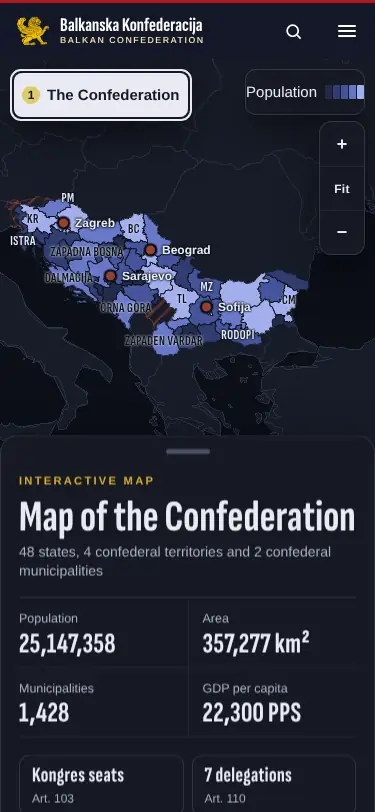 Balkanska Konfederacija
BALKAN CONFEDERATION
1 The Confederation
Population
+
Fit
−
PM
KR
Zagreb
BC
ISTRA
ZAPADNA BOSNA
Beograd
DALMACIJA
Sarajevo
MZ
TL
CM
CRNA GORA
Sofija
RODOPI
ZAPADEN VARDAR
INTERACTIVE MAP
Map of the Confederation
48 states, 4 confederal territories and 2 confederal
municipalities
Population
25,147,358
Area
357,277 km²
Municipalities
1,428
GDP per capita
22,300 PPS
Kongres seats
Art. 103
7 delegations
Art. 110